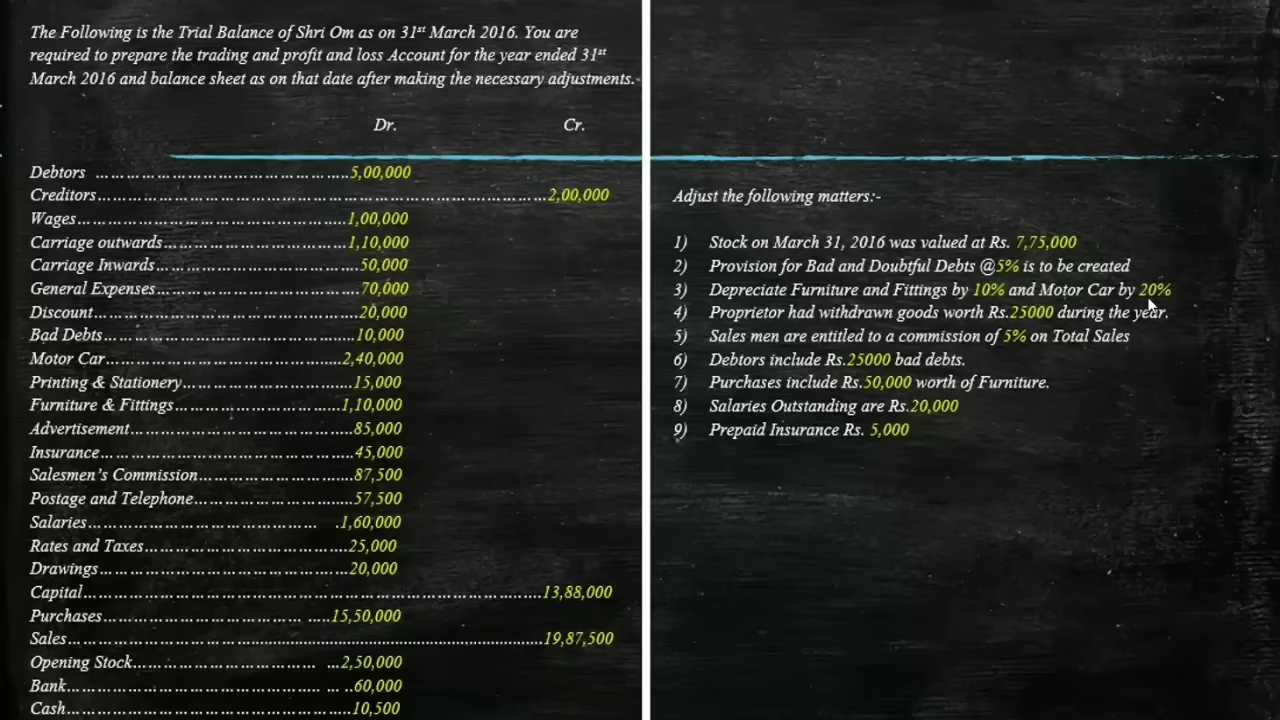 The Following is the Trial Balance of Shri Om as on 31st March 2016. You are
required to prepare the trading and profit and loss Account for the year ended 31st
March 2016 and balance sheet as on that date after making the necessary adjustments.
Dr. Cr.
Debtors ……………………………………5,00,000
Creditors……………………………………………………………………2,00,000
Wages……………………………………1,00,000
Carriage outwards……………………………1,10,000
Carriage Inwards……………………………50,000
General Expenses……………………………70,000
Discount……………………………………20,000
Bad Debts……………………………………10,000
Motor Car……………………………………2,40,000
Printing & Stationery………………………15,000
Furniture & Fittings…………………………1,10,000
Advertisement…………………………………85,000
Insurance……………………………………45,000
Salesmen's Commission………………………87,500
Postage and Telephone………………………57,500
Salaries……………………………… .1,60,000
Rates and Taxes……………………………25,000
Drawings……………………………………20,000
Capital……………………………………………………………………13,88,000
Purchases……………………………… ……15,50,000
Sales……………………………………………………………………19,87,500
Opening Stock…………………………… …2,50,000
Bank……………………………………… … ..60,000
Cash……………………………………………10,500
Adjust the following matters:-
1) Stock on March 31, 2016 was valued at Rs. 7,75,000
2) Provision for Bad and Doubtful Debts @5% is to be created
3) Depreciate Furniture and Fittings by 10% and Motor Car by 20%
4) Proprietor had withdrawn goods worth Rs.25000 during the year.
5) Sales men are entitled to a commission of 5% on Total Sales
6) Debtors include Rs.25000 bad debts.
7) Purchases include Rs.50,000 worth of Furniture.
8) Salaries Outstanding are Rs.20,000
9) Prepaid Insurance Rs. 5,000